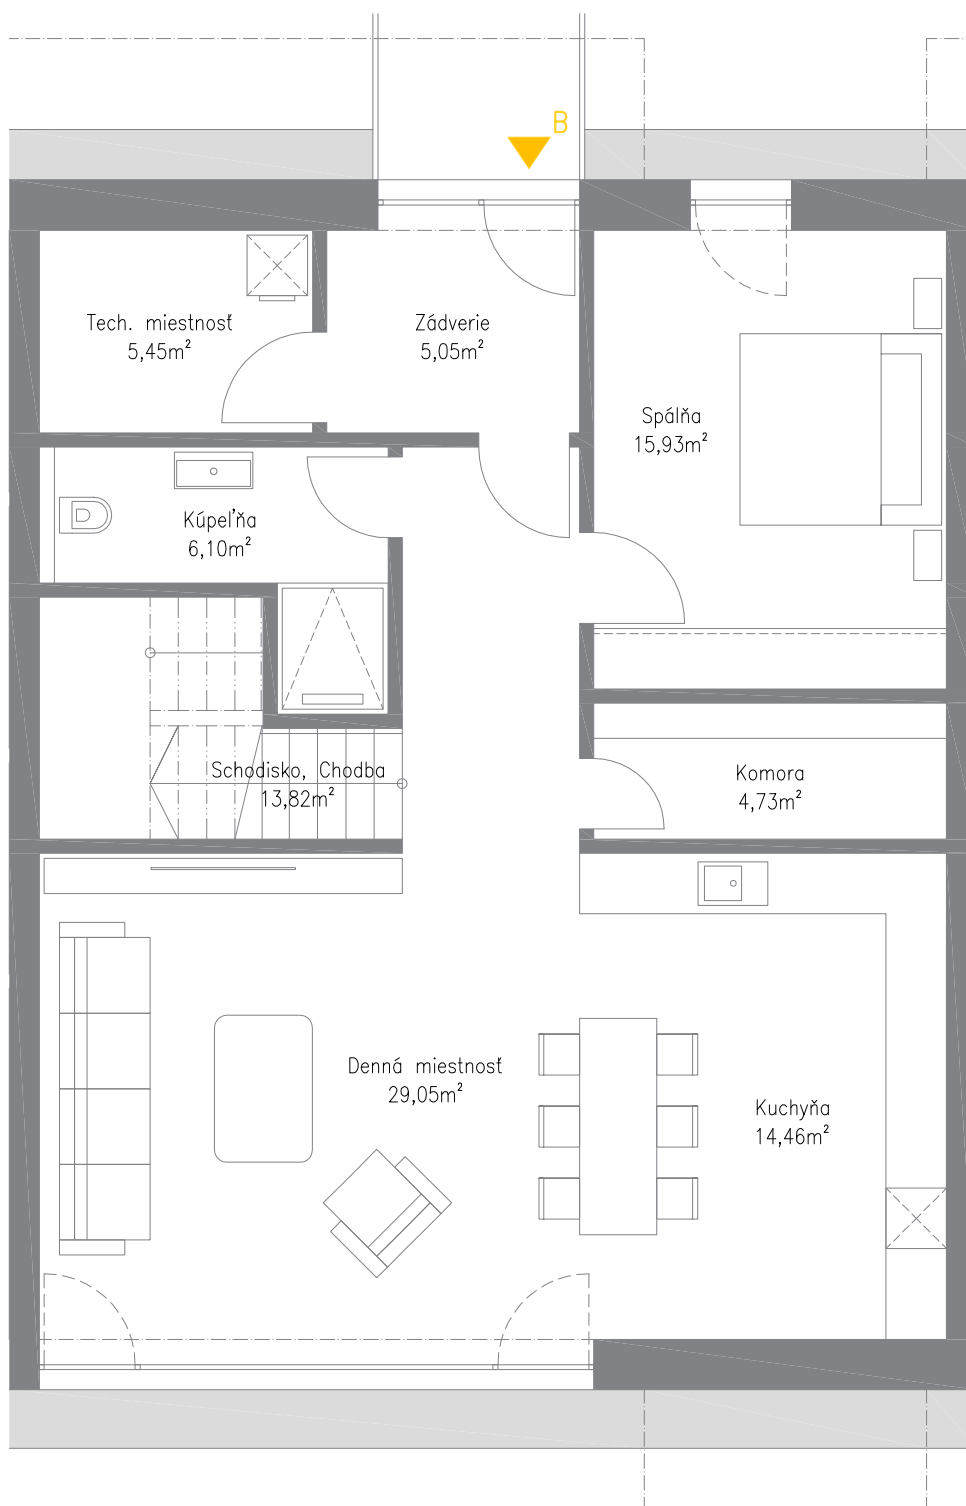 B
Tech. miestnosť
5,45m²
Zádverie
5,05m²
Spálňa
15,93m²
Kúpeľňa
6,10m²
Schodisko, Chodba
13,82m²
Komora
4,73m²
Denná miestnosť
29,05m²
Kuchyňa
14,46m²